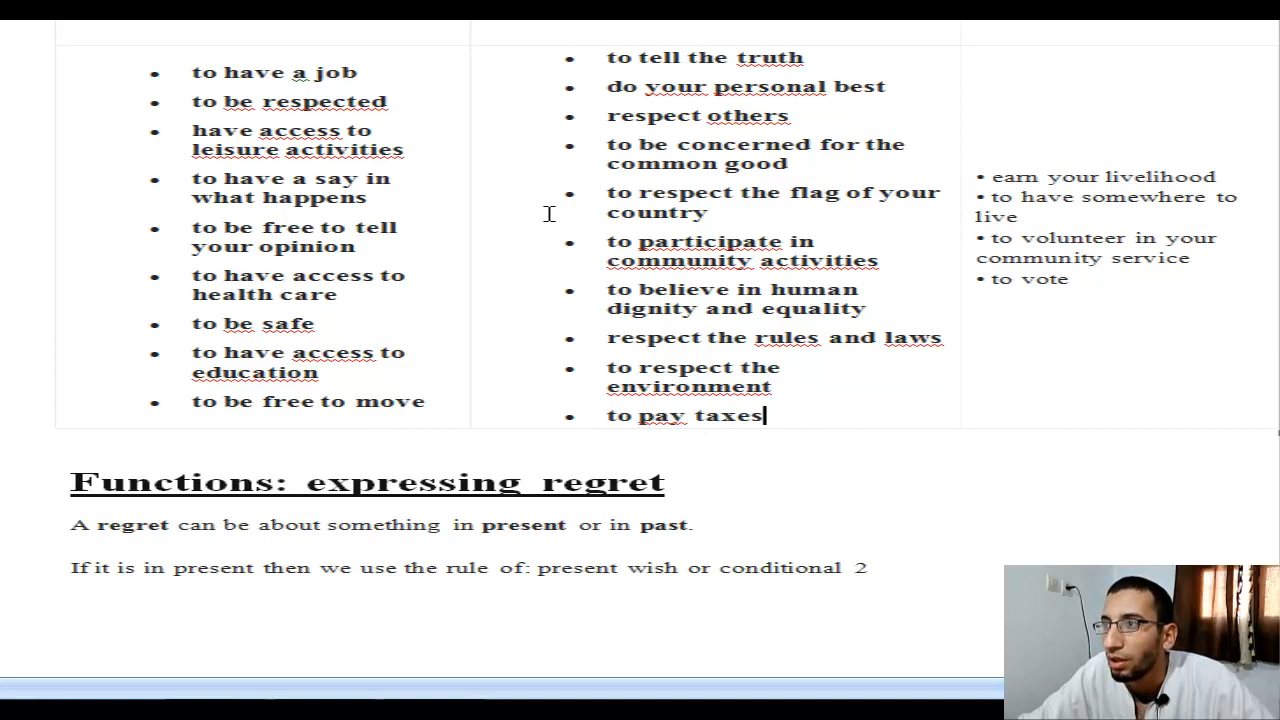 • to have a job
• to be respected
• have access to
leisure activities
• to have a say in
what happens
• to be free to tell
your opinion
• to have access to
health care
• to be safe
• to have access to
education
• to be free to move
• to tell the truth
• do your personal best
• respect others
• to be concerned for the
common good
• to respect the flag of your
country
• to participate in
community activities
• to believe in human
dignity and equality
• respect the rules and laws
• to respect the
environment
• to pay taxes
• earn your livelihood
• to have somewhere to
live
• to volunteer in your
community service
• to vote
Functions: expressing regret
A regret can be about something in present or in past.
If it is in present then we use the rule of: present wish or conditional 2